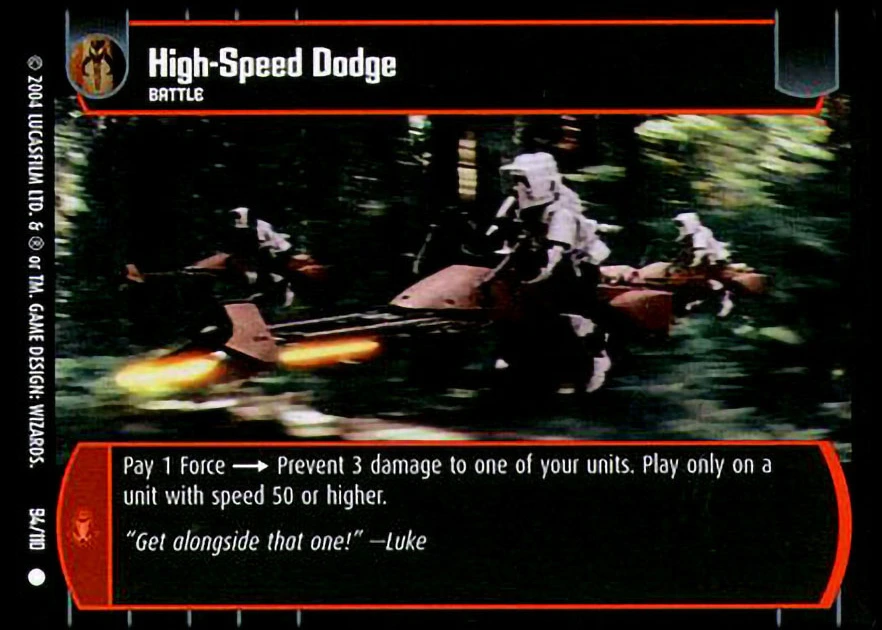 High-Speed Dodge
BATTLE
Pay 1 Force → Prevent 3 damage to one of your units. Play only on a
unit with speed 50 or higher.
"Get alongside that one!" —Luke
© 2004 LUCASFILM LTD. & ® or TM. GAME DESIGN: WIZARDS. 94/110